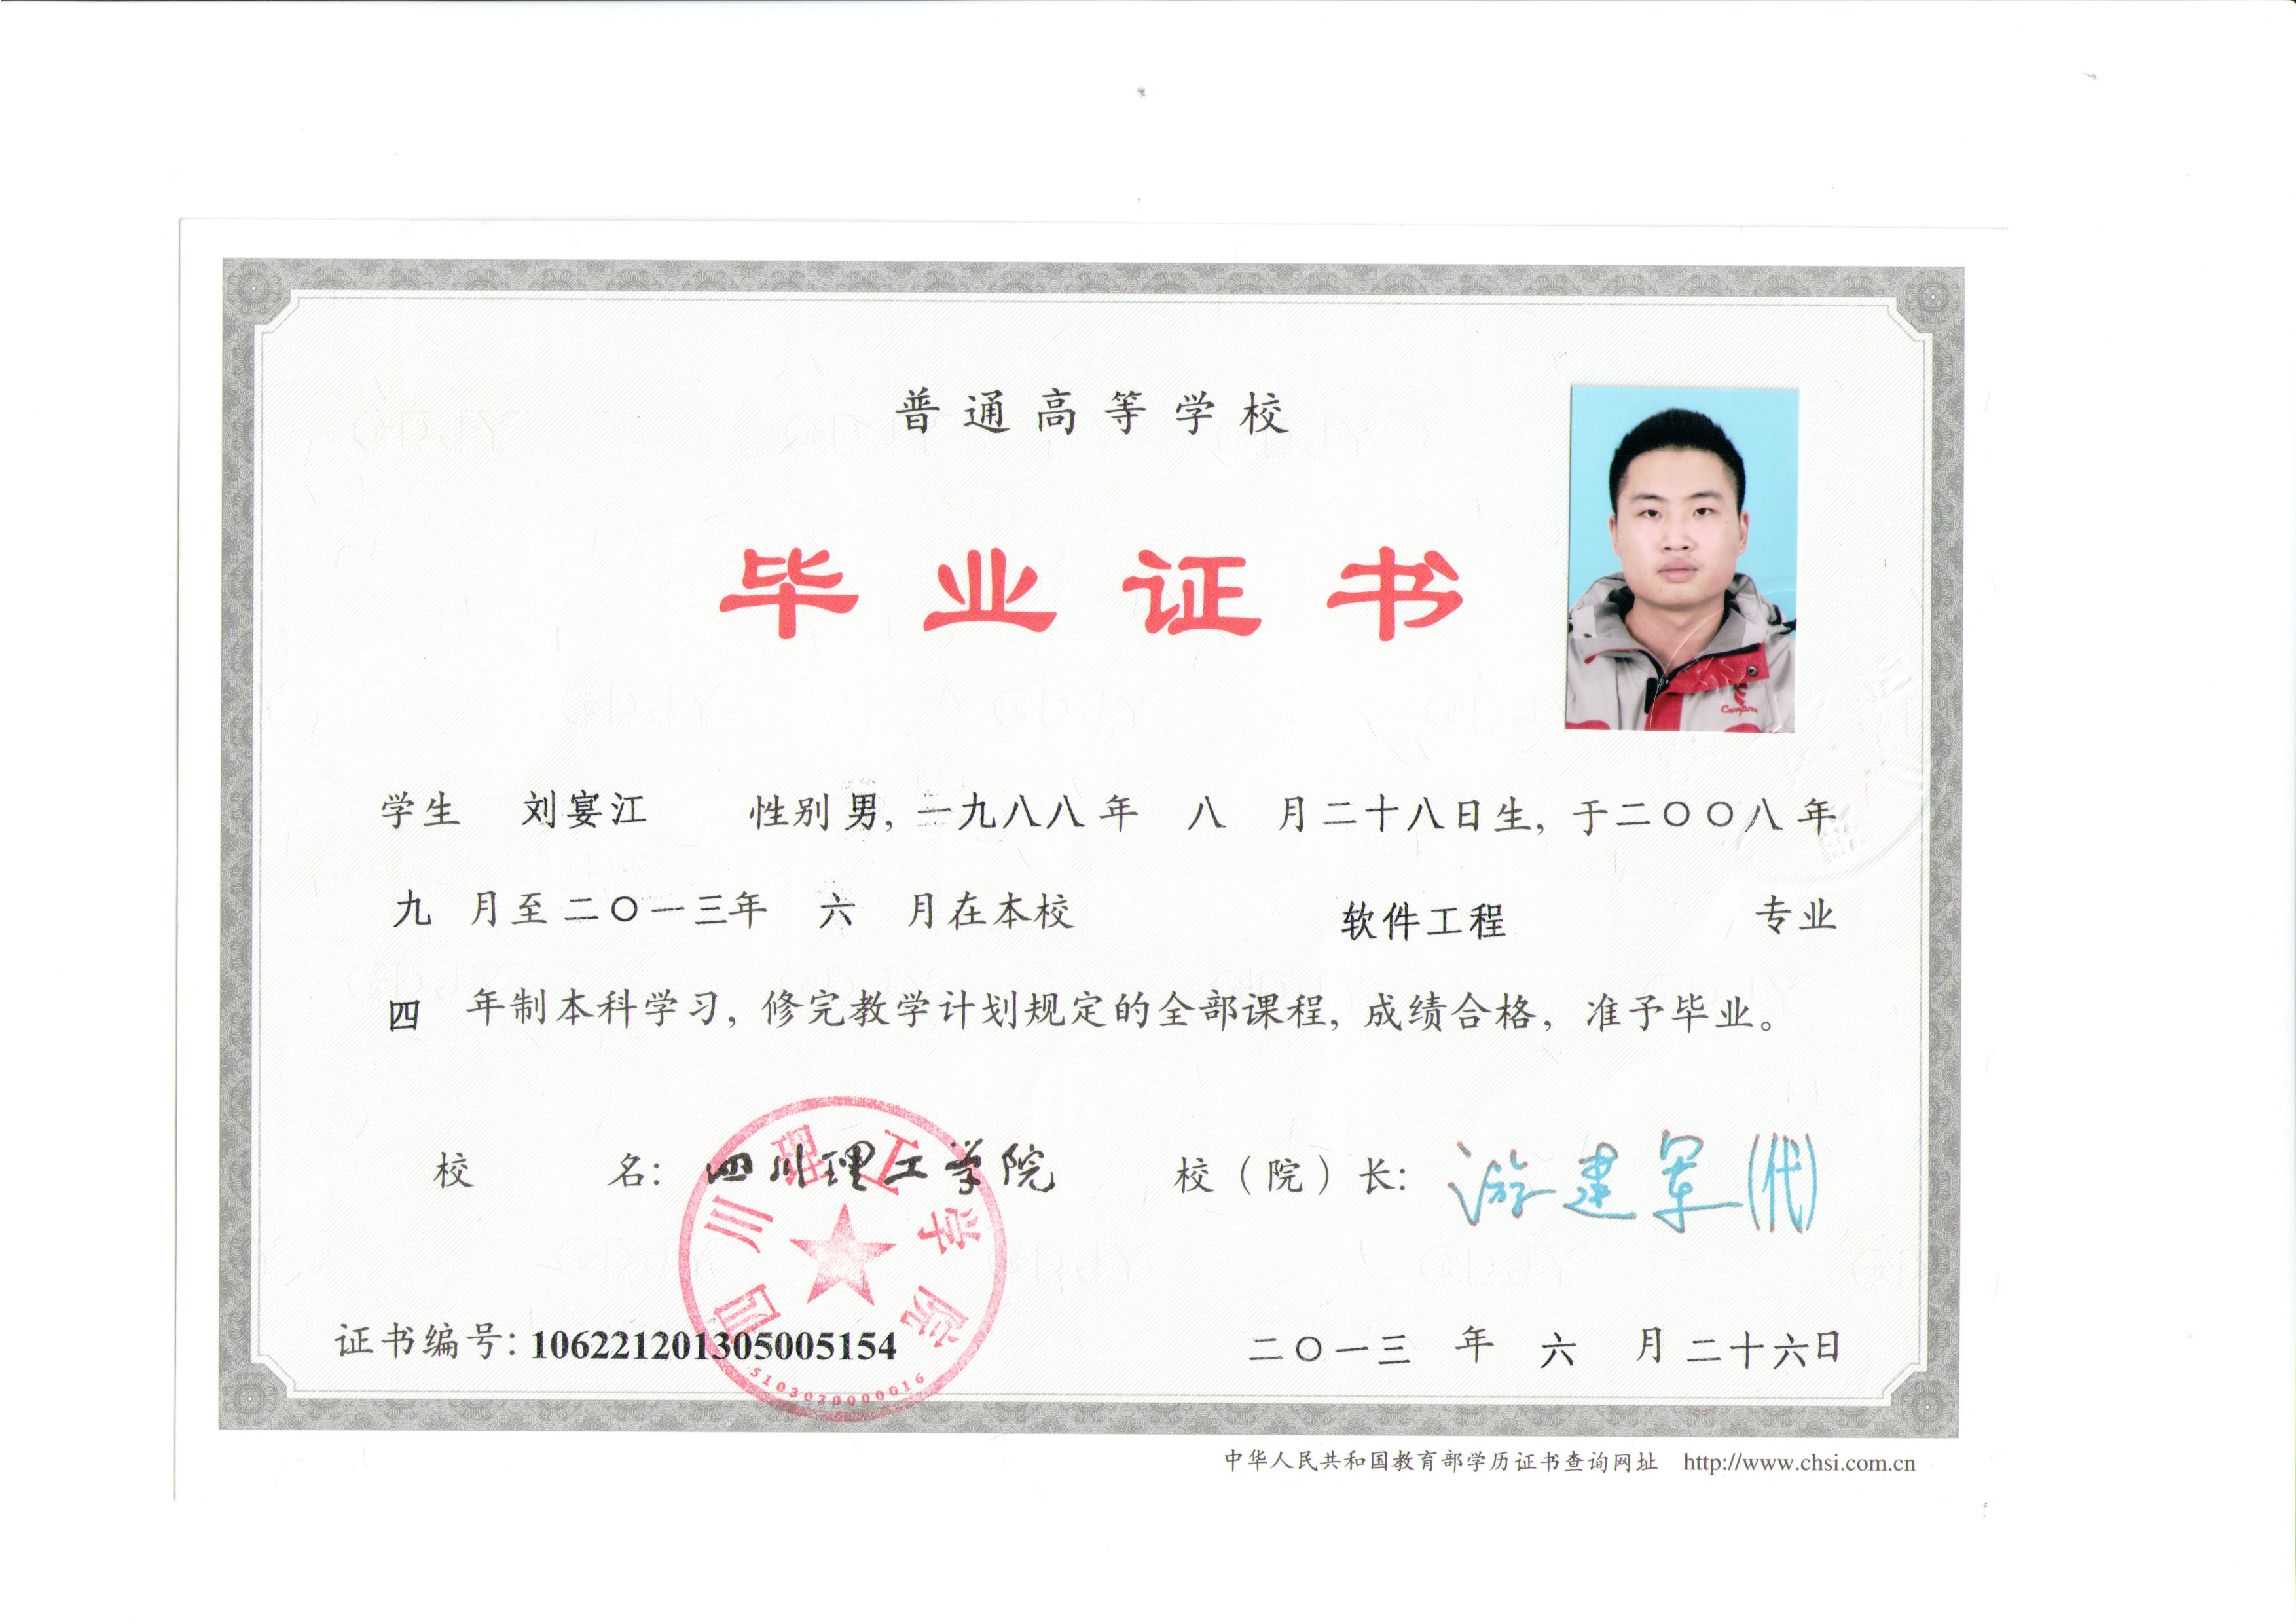 普通高等学校
毕业证书
学生 刘宴江 性别 男, 一九八八年 八 月二十八日生, 于二〇〇八年
九 月至二〇一三年 六 月在本校 软件工程 专业
四 年制本科学习, 修完教学计划规定的全部课程, 成绩合格, 准予毕业。
校 名: 四川理工学院 校（院）长: 游建军(代)
四川理工学院
证书编号: 106221201305005154 二〇一三 年 六 月二十六日
5103020000016
中华人民共和国教育部学历证书查询网址 http://www.chsi.com.cn